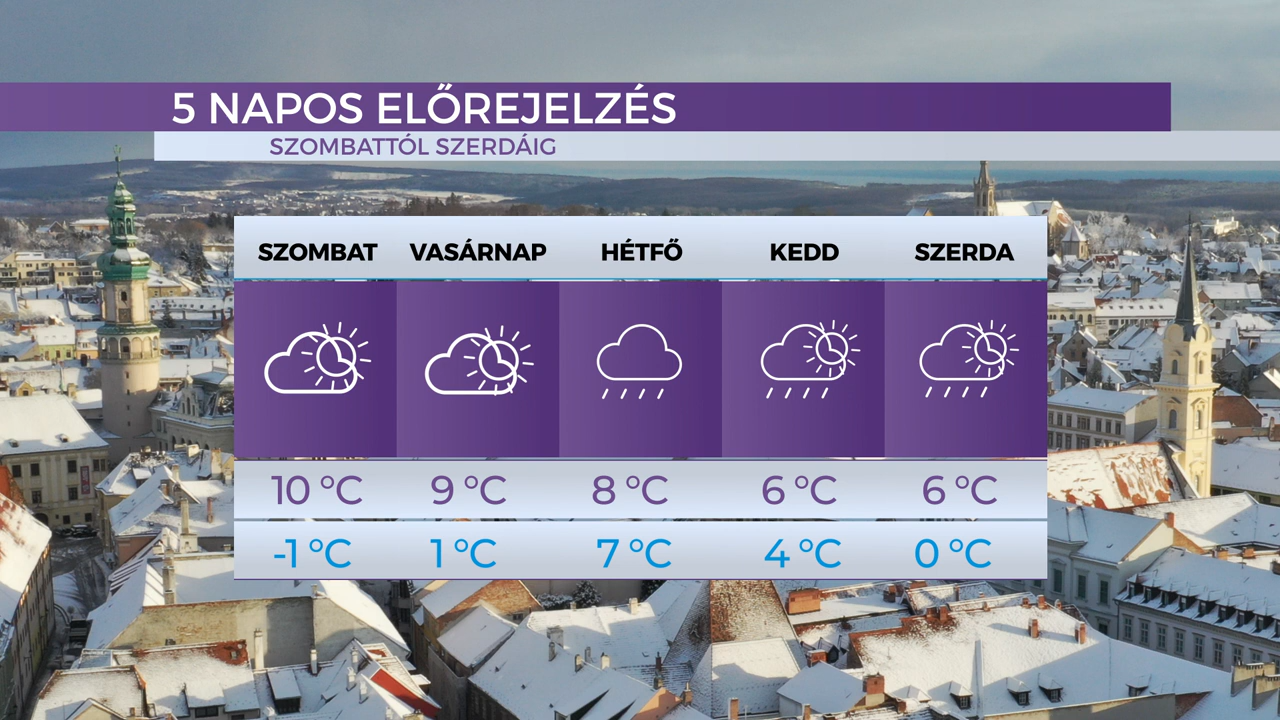 5 NAPOS ELŐREJELZÉS
SZOMBATTÓL SZERDÁIG
SZOMBAT VASÁRNAP HÉTFŐ KEDD SZERDA
10 °C 9 °C 8 °C 6 °C 6 °C
-1 °C 1 °C 7 °C 4 °C 0 °C